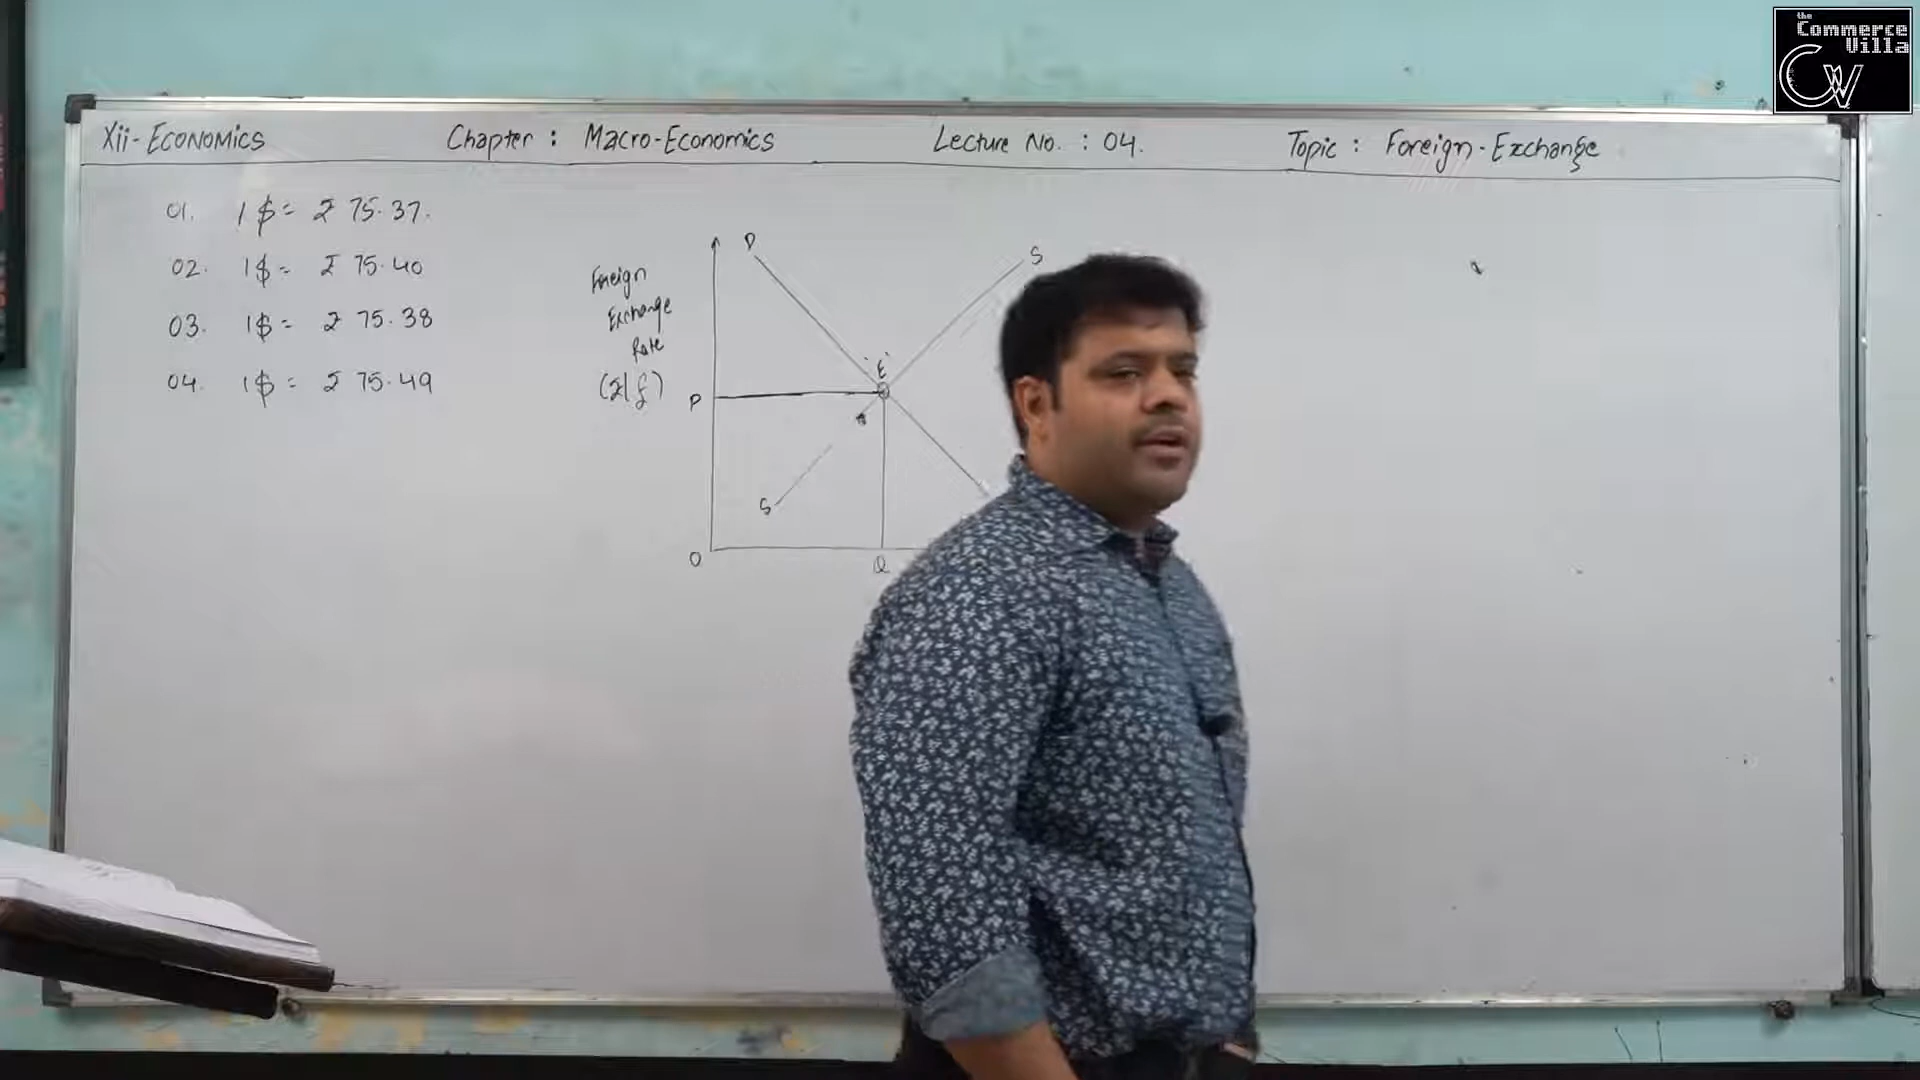 the
Commerce
Villa
CW
Xii-ECONOMICS Chapter : Macro-Economics Lecture No. : 04. Topic : Foreign-Exchange
01. 1 $ = ₹ 75.37.
02. 1$ = ₹ 75.40
03. 1$ = ₹ 75.38
04. 1$ = ₹ 75.49
Foreign
Exchange
Rate
D
S
'E'
P
S
O
Q